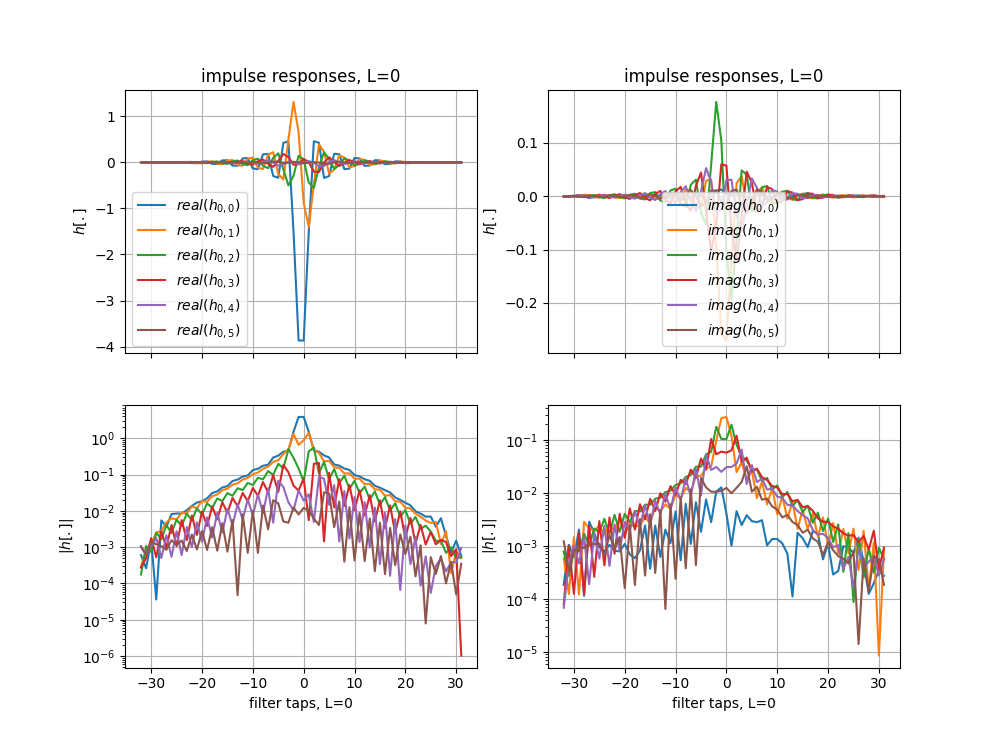 impulse responses, L=0
impulse responses, L=0
h[.]
1
0
−1
−2
−3
−4
real(h0,0)
real(h0,1)
real(h0,2)
real(h0,3)
real(h0,4)
real(h0,5)
h[.]
0.1
0.0
−0.1
−0.2
imag(h0,0)
imag(h0,1)
imag(h0,2)
imag(h0,3)
imag(h0,4)
imag(h0,5)
|h[.]|
10^0
10^−1
10^−2
10^−3
10^−4
10^−5
10^−6
−30 −20 −10 0 10 20 30
filter taps, L=0
|h[.]|
10^−1
10^−2
10^−3
10^−4
10^−5
−30 −20 −10 0 10 20 30
filter taps, L=0